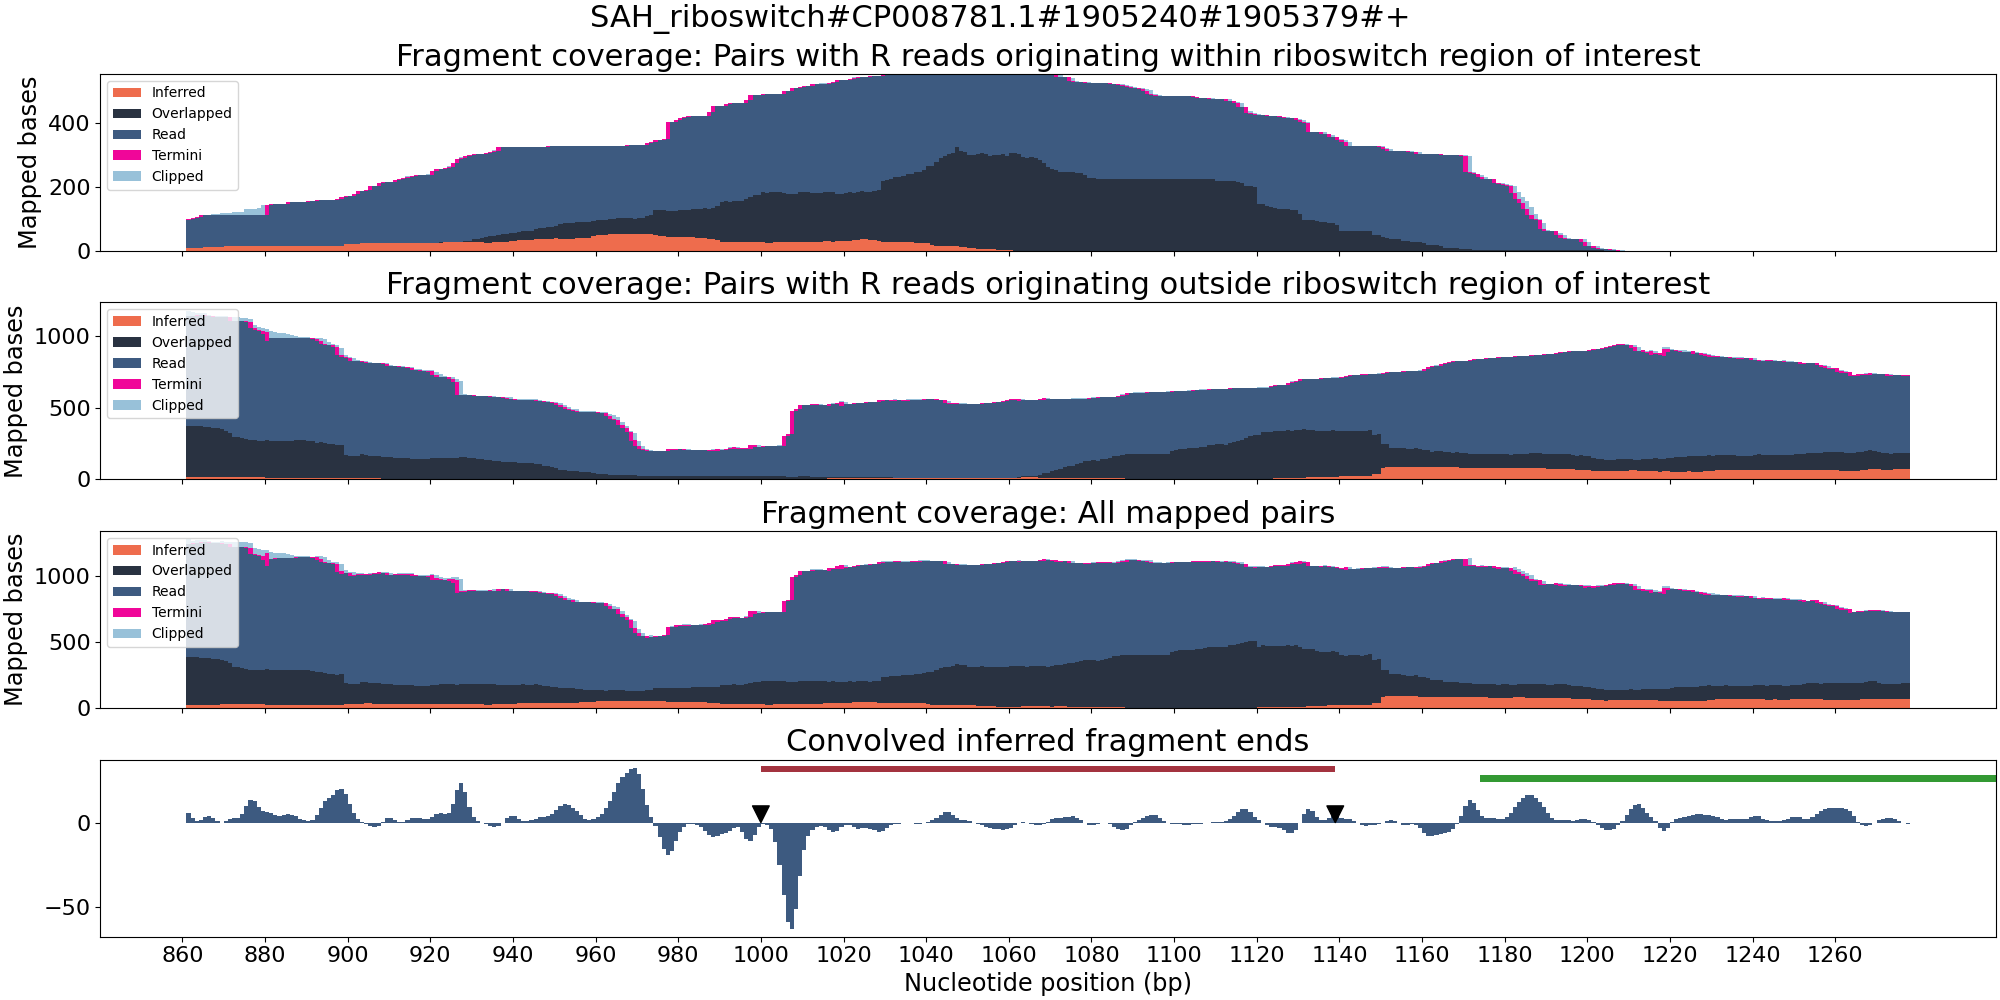 SAH_riboswitch#CP008781.1#1905240#1905379#+
Fragment coverage: Pairs with R reads originating within riboswitch region of interest
Mapped bases
400
200
0
Inferred
Overlapped
Read
Termini
Clipped
Fragment coverage: Pairs with R reads originating outside riboswitch region of interest
Mapped bases
1000
500
0
Inferred
Overlapped
Read
Termini
Clipped
Fragment coverage: All mapped pairs
Mapped bases
1000
500
0
Inferred
Overlapped
Read
Termini
Clipped
Convolved inferred fragment ends
0
−50
860 880 900 920 940 960 980 1000 1020 1040 1060 1080 1100 1120 1140 1160 1180 1200 1220 1240 1260
Nucleotide position (bp)